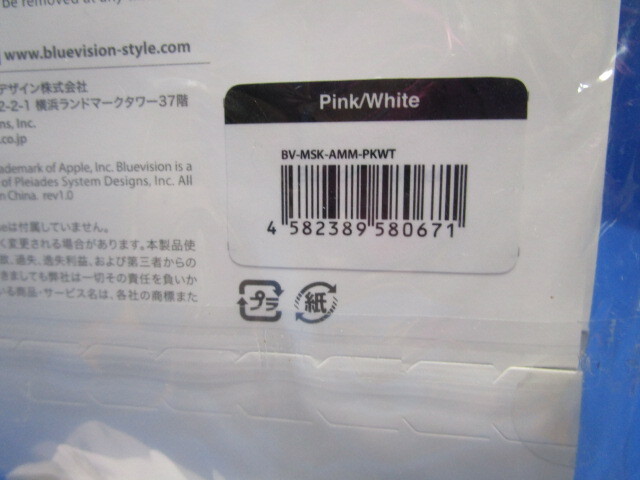 be removed at any
www.bluevision-style.com
デザイン株式会社
2-2-1 横浜ランドマークタワー37階
ns, Inc.
co.jp
trademark of Apple, Inc. Bluevision is a
of Pleiades System Designs, Inc. All
n China. rev1.0
は付属していません。
く変更される場合があります。本製品使
過失、逸失利益、および第三者からの
きましても弊社は一切その責任を負いか
いる商品・サービス名は、各社の商標また
Pink/White
BV-MSK-AMM-PKWT
4 582389 580671
プラ
紙